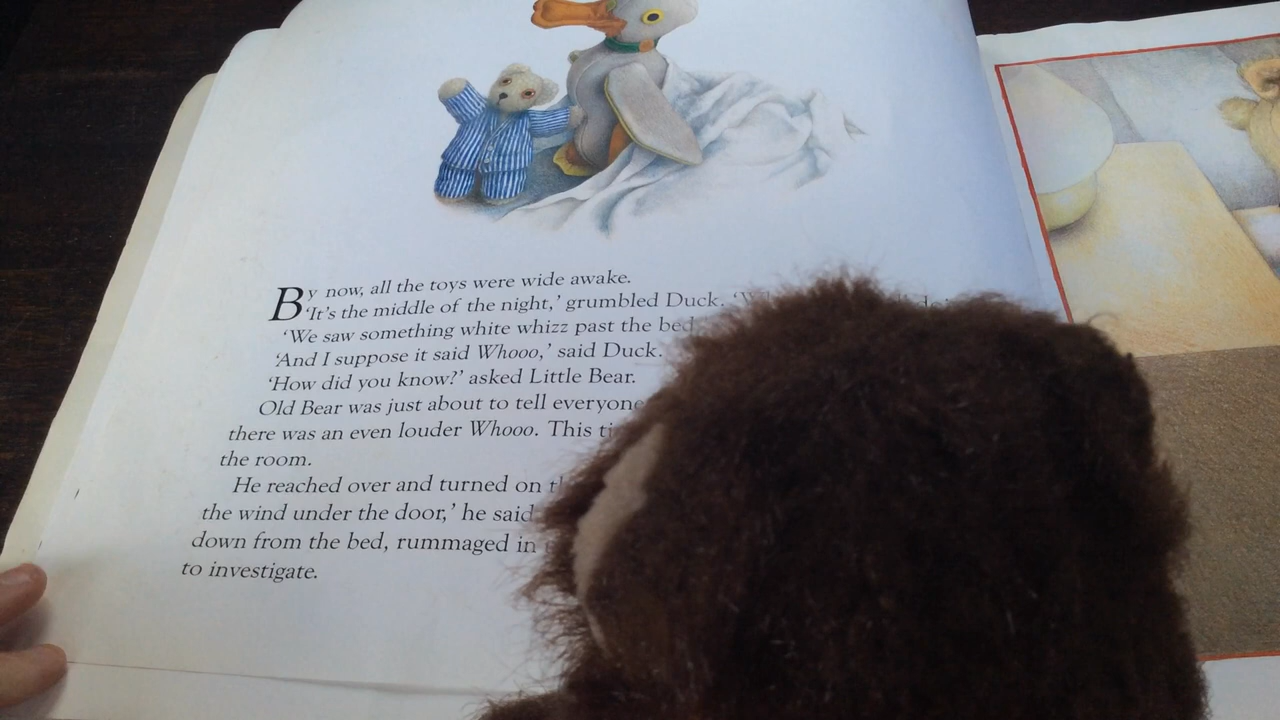 By now, all the toys were wide awake.
‘It's the middle of the night,’ grumbled Duck.
‘We saw something white whizz past the bed
‘And I suppose it said Whooo,’ said Duck.
‘How did you know?’ asked Little Bear.
Old Bear was just about to tell everyone
there was an even louder Whooo. This
the room.
He reached over and turned on
the wind under the door,’ he said
down from the bed, rummaged in
to investigate.